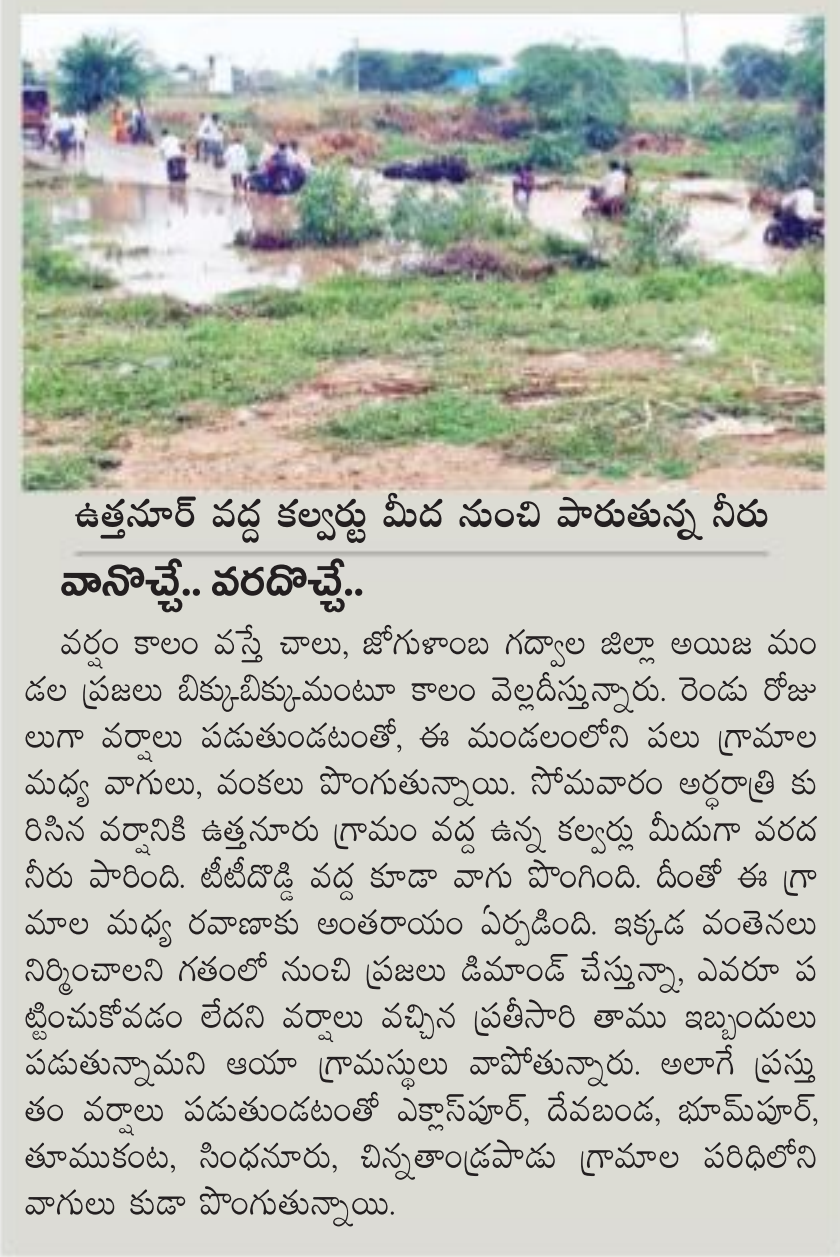 ఉత్తనూర్ వద్ద కల్వర్టు మీద నుంచి పారుతున్న నీరు
వానొచ్చే.. వరదొచ్చే..
వర్షం కాలం వస్తే చాలు, జోగుళాంబ గద్వాల జిల్లా అయిజ మం
డల ప్రజలు బిక్కుబిక్కుమంటూ కాలం వెల్లదీస్తున్నారు. రెండు రోజు
లుగా వర్షాలు పడుతుండటంతో, ఈ మండలంలోని పలు గ్రామాల
మధ్య వాగులు, వంకలు పొంగుతున్నాయి. సోమవారం అర్ధరాత్రి కు
రిసిన వర్షానికి ఉత్తనూరు గ్రామం వద్ద ఉన్న కల్వర్లు మీదుగా వరద
నీరు పారింది. టీటీదొడ్డి వద్ద కూడా వాగు పొంగింది. దీంతో ఈ గ్రా
మాల మధ్య రవాణాకు అంతరాయం ఏర్పడింది. ఇక్కడ వంతెనలు
నిర్మించాలని గతంలో నుంచి ప్రజలు డిమాండ్ చేస్తున్నా, ఎవరూ ప
ట్టించుకోవడం లేదని వర్షాలు వచ్చిన ప్రతీసారి తాము ఇబ్బందులు
పడుతున్నామని ఆయా గ్రామస్థులు వాపోతున్నారు. అలాగే ప్రస్తు
తం వర్షాలు పడుతుండటంతో ఎక్లాస్‌పూర్, దేవబండ, భూమ్‌పూర్,
తూముకంట, సింధనూరు, చిన్నతాండ్రపాడు గ్రామాల పరిధిలోని
వాగులు కుడా పొంగుతున్నాయి.